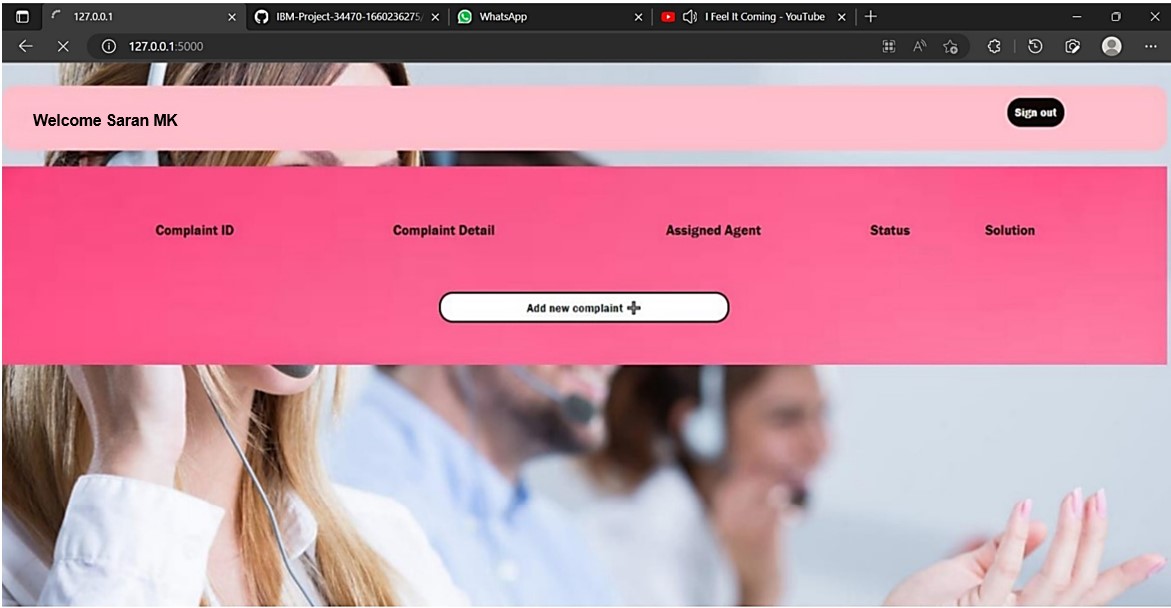 127.0.0.1
IBM-Project-34470-1660236275/
WhatsApp
I Feel It Coming - YouTube
127.0.0.1:5000
Welcome Saran MK
Sign out
Complaint ID Complaint Detail Assigned Agent Status Solution
Add new complaint